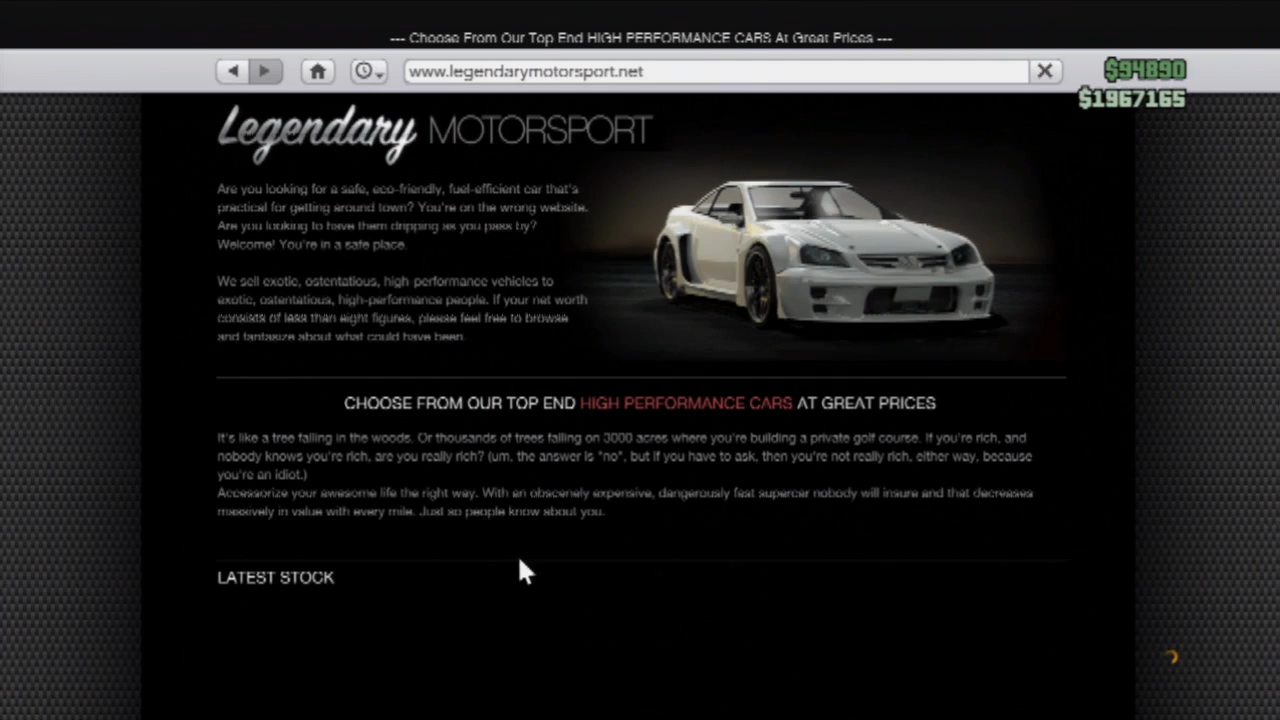 --- Choose From Our Top End HIGH PERFORMANCE CARS At Great Prices ---
www.legendarymotorsport.net
$94890
$1967165
Legendary MOTORSPORT
Are you looking for a safe, eco-friendly, fuel-efficient car that's
practical for getting around town? You're on the wrong website.
Are you looking to have them dripping as you pass by?
Welcome! You're in a safe place.
We sell exotic, ostentatious, high-performance vehicles to
exotic, ostentatious, high-performance people. If your net worth
consists of less than eight figures, please feel free to browse
and fantasize about what could have been.
CHOOSE FROM OUR TOP END HIGH PERFORMANCE CARS AT GREAT PRICES
It's like a tree falling in the woods. Or thousands of trees falling on 3000 acres where you're building a private golf course. If you're rich, and
nobody knows you're rich, are you really rich? (um, the answer is "no", but if you have to ask, then you're not really rich, either way, because
you're an idiot.)
Accessorize your awesome life the right way. With an obscenely expensive, dangerously fast supercar nobody will insure and that decreases
massively in value with every mile. Just so people know about you.
LATEST STOCK